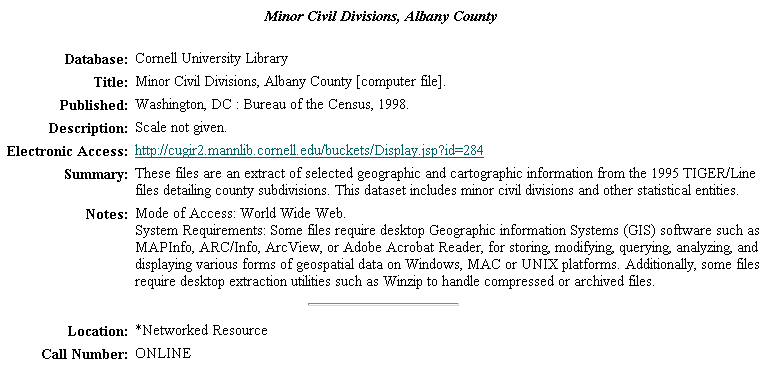 Minor Civil Divisions, Albany County
Database: Cornell University Library
Title: Minor Civil Divisions, Albany County [computer file].
Published: Washington, DC : Bureau of the Census, 1998.
Description: Scale not given.
Electronic Access: http://cugir2.mannlib.cornell.edu/buckets/Display.jsp?id=284
Summary: These files are an extract of selected geographic and cartographic information from the 1995 TIGER/Line
files detailing county subdivisions. This dataset includes minor civil divisions and other statistical entities.
Notes: Mode of Access: World Wide Web.
System Requirements: Some files require desktop Geographic information Systems (GIS) software such as
MAPInfo, ARC/Info, ArcView, or Adobe Acrobat Reader, for storing, modifying, querying, analyzing, and
displaying various forms of geospatial data on Windows, MAC or UNIX platforms. Additionally, some files
require desktop extraction utilities such as Winzip to handle compressed or archived files.
Location: *Networked Resource
Call Number: ONLINE